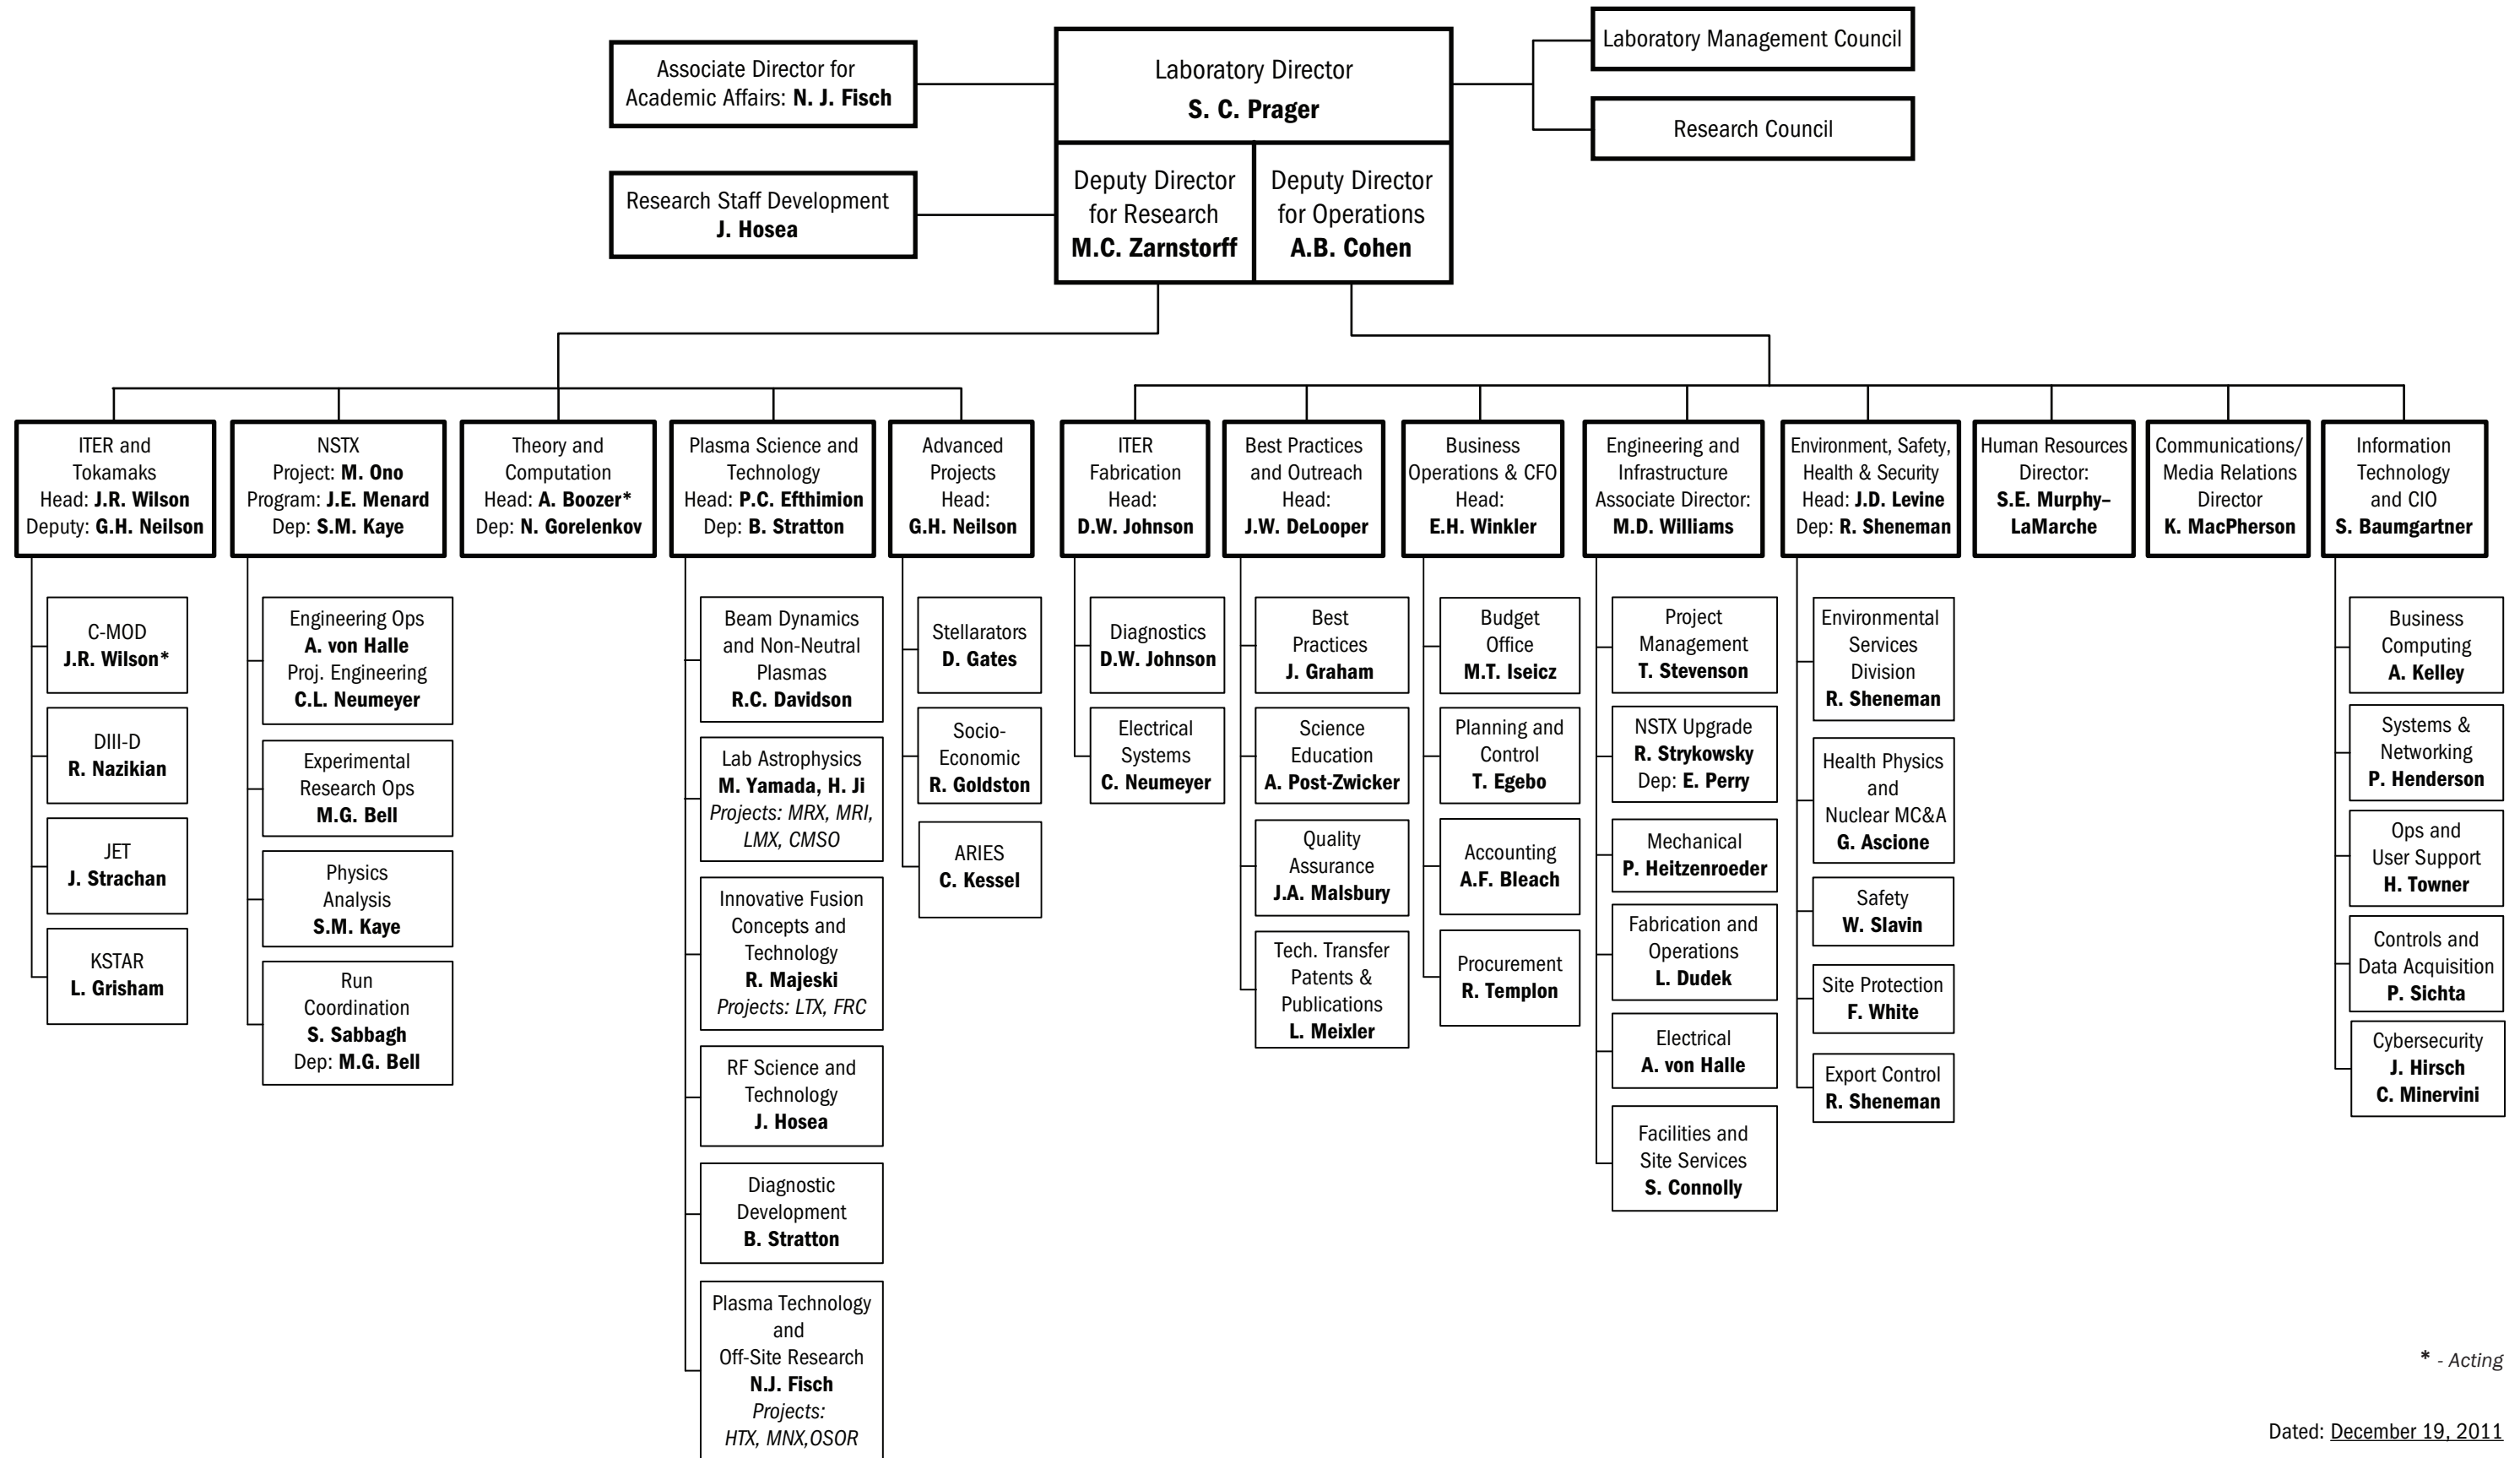 Associate Director for
Academic Affairs: N. J. Fisch
Research Staff Development
J. Hosea
Laboratory Director
S. C. Prager
Deputy Director
for Research
M.C. Zarnstorff
Deputy Director
for Operations
A.B. Cohen
Laboratory Management Council
Research Council
ITER and
Tokamaks
Head: J.R. Wilson
Deputy: G.H. Neilson
C-MOD
J.R. Wilson*
DIII-D
R. Nazikian
JET
J. Strachan
KSTAR
L. Grisham
NSTX
Project: M. Ono
Program: J.E. Menard
Dep: S.M. Kaye
Engineering Ops
A. von Halle
Proj. Engineering
C.L. Neumeyer
Experimental
Research Ops
M.G. Bell
Physics
Analysis
S.M. Kaye
Run
Coordination
S. Sabbagh
Dep: M.G. Bell
Theory and
Computation
Head: A. Boozer*
Dep: N. Gorelenkov
Plasma Science and
Technology
Head: P.C. Efthimion
Dep: B. Stratton
Beam Dynamics
and Non-Neutral
Plasmas
R.C. Davidson
Lab Astrophysics
M. Yamada, H. Ji
Projects: MRX, MRI,
LMX, CMSO
Innovative Fusion
Concepts and
Technology
R. Majeski
Projects: LTX, FRC
RF Science and
Technology
J. Hosea
Diagnostic
Development
B. Stratton
Plasma Technology
and
Off-Site Research
N.J. Fisch
Projects:
HTX, MNX,OSOR
Advanced
Projects
Head:
G.H. Neilson
Stellarators
D. Gates
Socio-
Economic
R. Goldston
ARIES
C. Kessel
ITER
Fabrication
Head:
D.W. Johnson
Diagnostics
D.W. Johnson
Electrical
Systems
C. Neumeyer
Best Practices
and Outreach
Head:
J.W. DeLooper
Best
Practices
J. Graham
Science
Education
A. Post-Zwicker
Quality
Assurance
J.A. Malsbury
Tech. Transfer
Patents &
Publications
L. Meixler
Business
Operations & CFO
Head:
E.H. Winkler
Budget
Office
M.T. Iseicz
Planning and
Control
T. Egebo
Accounting
A.F. Bleach
Procurement
R. Templon
Engineering and
Infrastructure
Associate Director:
M.D. Williams
Project
Management
T. Stevenson
NSTX Upgrade
R. Strykowsky
Dep: E. Perry
Mechanical
P. Heitzenroeder
Fabrication and
Operations
L. Dudek
Electrical
A. von Halle
Facilities and
Site Services
S. Connolly
Environment, Safety,
Health & Security
Head: J.D. Levine
Dep: R. Sheneman
Environmental
Services
Division
R. Sheneman
Health Physics
and
Nuclear MC&A
G. Ascione
Safety
W. Slavin
Site Protection
F. White
Export Control
R. Sheneman
Human Resources
Director:
S.E. Murphy–
LaMarche
Communications/
Media Relations
Director
K. MacPherson
Information
Technology
and CIO
S. Baumgartner
Business
Computing
A. Kelley
Systems &
Networking
P. Henderson
Ops and
User Support
H. Towner
Controls and
Data Acquisition
P. Sichta
Cybersecurity
J. Hirsch
C. Minervini
* - Acting
Dated: December 19, 2011